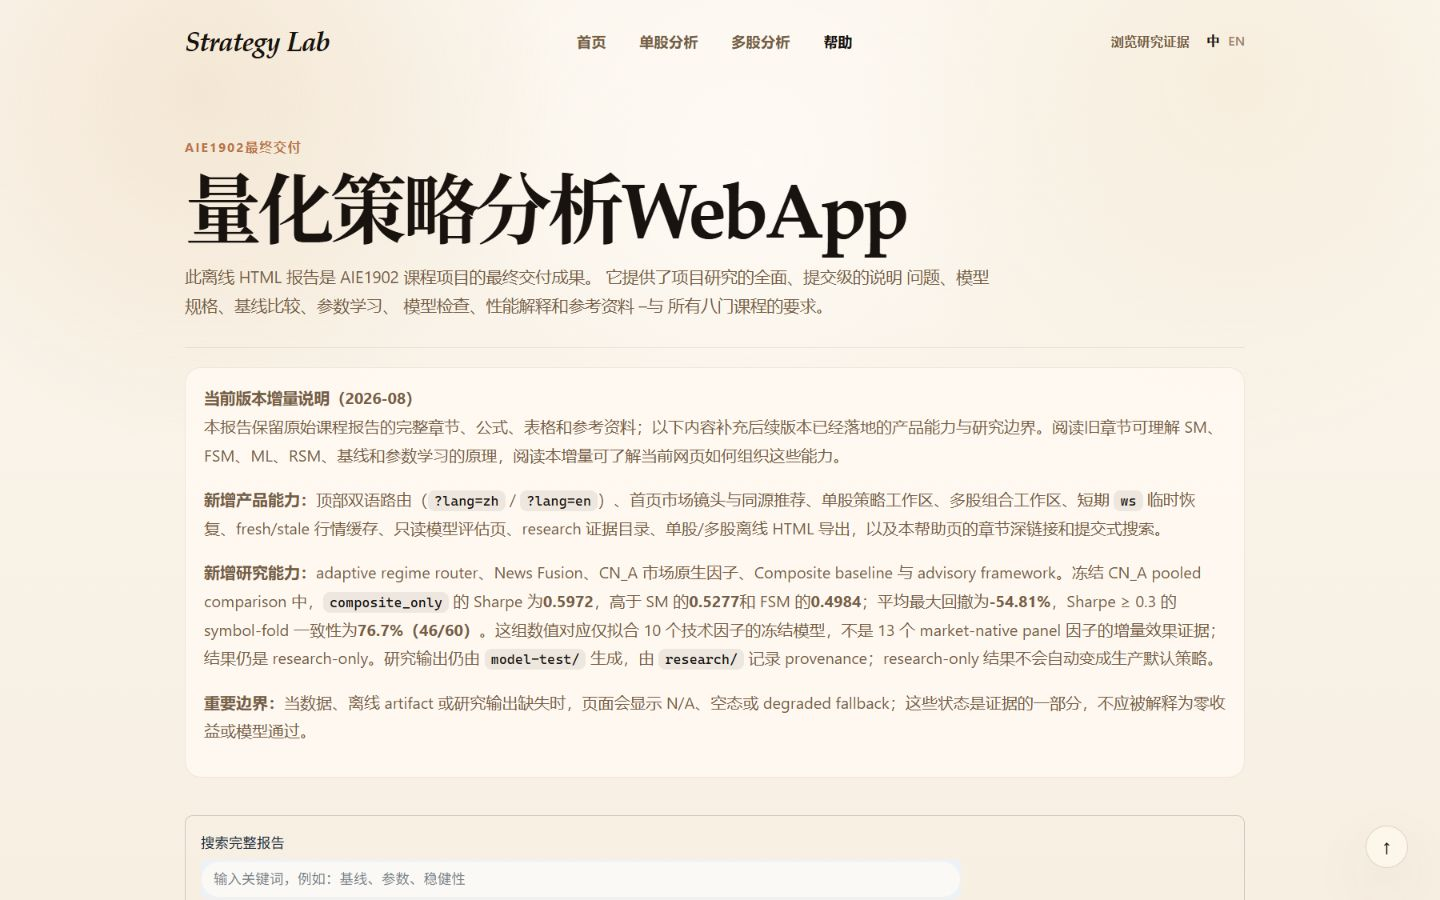 Strategy Lab
首页 单股分析 多股分析 帮助
浏览研究证据 中 EN
AIE1902最终交付
量化策略分析WebApp
此离线 HTML 报告是 AIE1902 课程项目的最终交付成果。 它提供了项目研究的全面、提交级的说明 问题、模型
规格、基线比较、参数学习、 模型检查、性能解释和参考资料 –与 所有八门课程的要求。
当前版本增量说明（2026-08）
本报告保留原始课程报告的完整章节、公式、表格和参考资料；以下内容补充后续版本已经落地的产品能力与研究边界。阅读旧章节可理解 SM、
FSM、ML、RSM、基线和参数学习的原理，阅读本增量可了解当前网页如何组织这些能力。
新增产品能力：顶部双语路由（?lang=zh / ?lang=en）、首页市场镜头与同源推荐、单股策略工作区、多股组合工作区、短期 ws 临时恢
复、fresh/stale 行情缓存、只读模型评估页、research 证据目录、单股/多股离线 HTML 导出，以及本帮助页的章节深链接和提交式搜索。
新增研究能力：adaptive regime router、News Fusion、CN_A 市场原生因子、Composite baseline 与 advisory framework。冻结 CN_A pooled
comparison 中，composite_only 的 Sharpe 为0.5972，高于 SM 的0.5277和 FSM 的0.4984；平均最大回撤为-54.81%，Sharpe ≥ 0.3 的
symbol-fold 一致性为76.7%（46/60）。这组数值对应仅拟合 10 个技术因子的冻结模型，不是 13 个 market-native panel 因子的增量效果证据；
结果仍是 research-only。研究输出仍由 model-test/ 生成，由 research/ 记录 provenance；research-only 结果不会自动变成生产默认策略。
重要边界：当数据、离线 artifact 或研究输出缺失时，页面会显示 N/A、空态或 degraded fallback；这些状态是证据的一部分，不应被解释为零收
益或模型通过。
搜索完整报告
输入关键词，例如：基线、参数、稳健性
↑